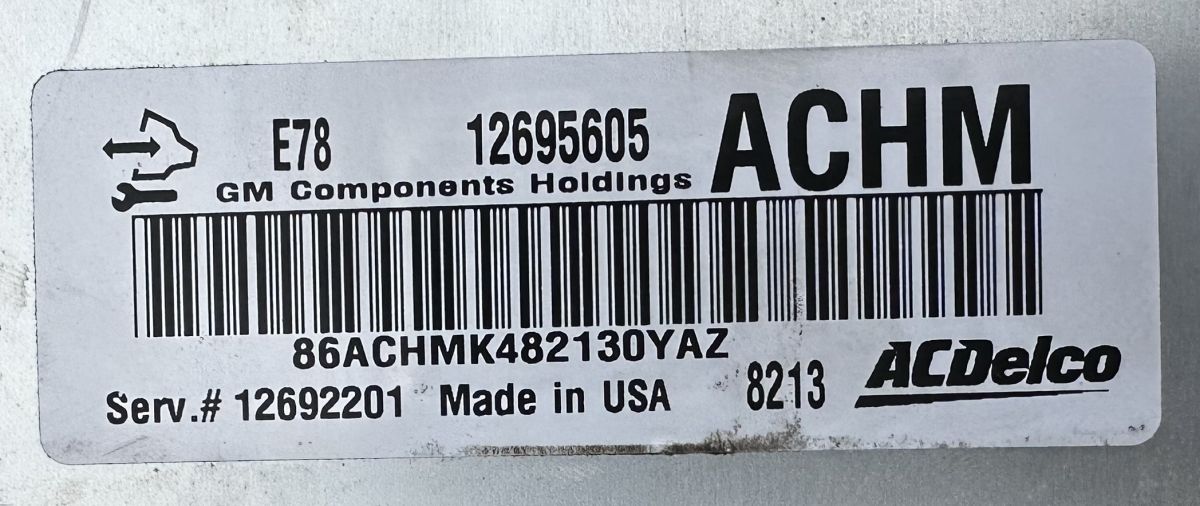 E78 12695605 ACHM
GM Components Holdings
86ACHMK482130YAZ
Serv.# 12692201 Made in USA 8213 ACDelco